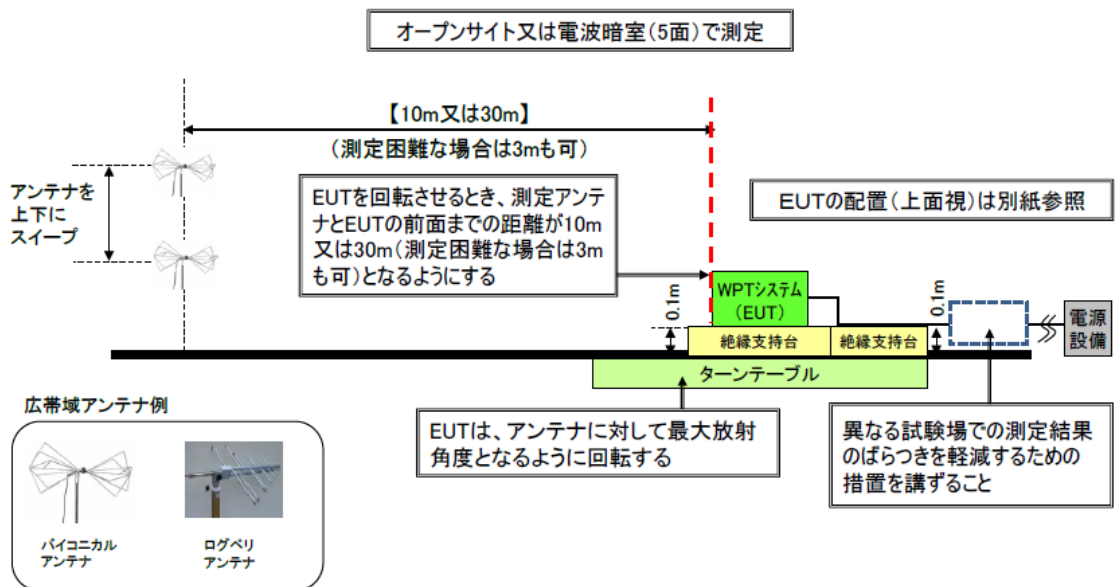 オープンサイト又は電波暗室(5面)で測定
【10m又は30m】
(測定困難な場合は3mも可)
アンテナを
上下に
スイープ
EUTを回転させるとき、測定アン
テナとEUTの前面までの距離が10m
又は30m(測定困難な場合は3m
も可)となるようにする
EUTの配置(上面視)は別紙参照
0.1m
WPTシステム
(EUT)
0.1m
電源
設備
絶縁支持台
絶縁支持台
ターンテーブル
広帯域アンテナ例
バイコニカル
アンテナ
ログペリ
アンテナ
EUTは、アンテナに対して最大放射
角度となるように回転する
異なる試験場での測定結果
のばらつきを軽減するための
措置を講ずること